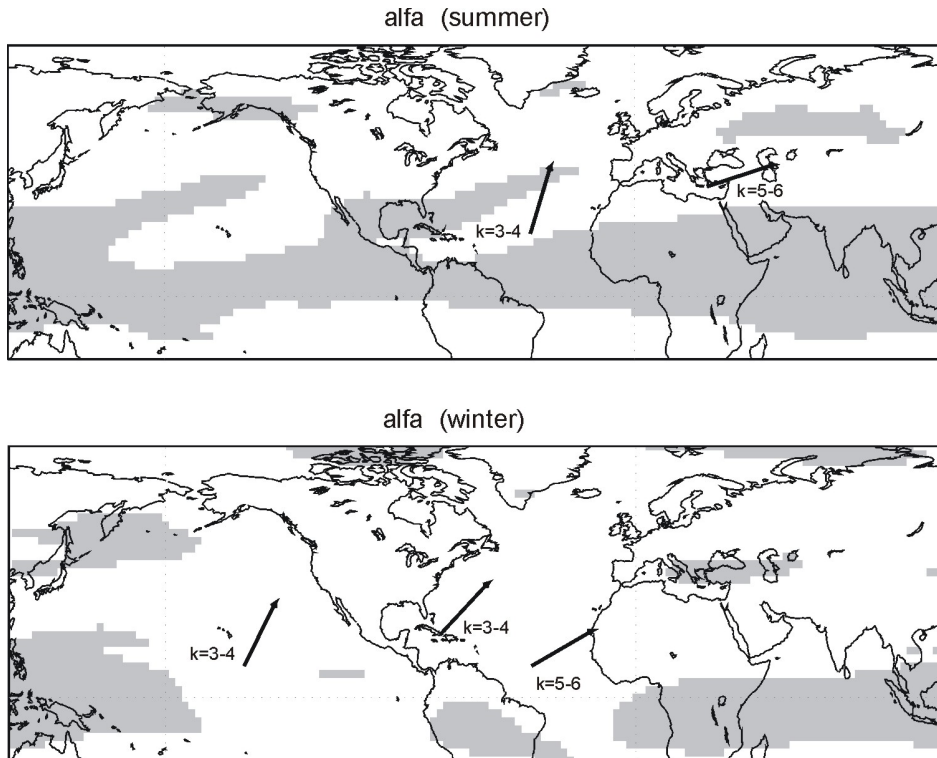 alfa (summer)
k=3-4
k=5-6
alfa (winter)
k=3-4
k=3-4
k=5-6